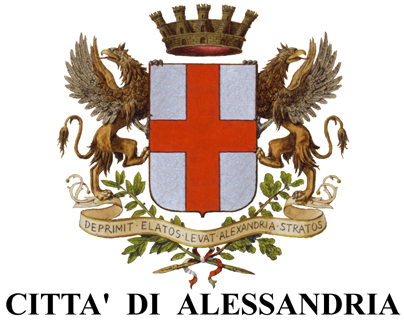 DEPRIMIT · ELATOS · LEVAT · ALEXANDRIA · STRATOS
CITTA' DI ALESSANDRIA